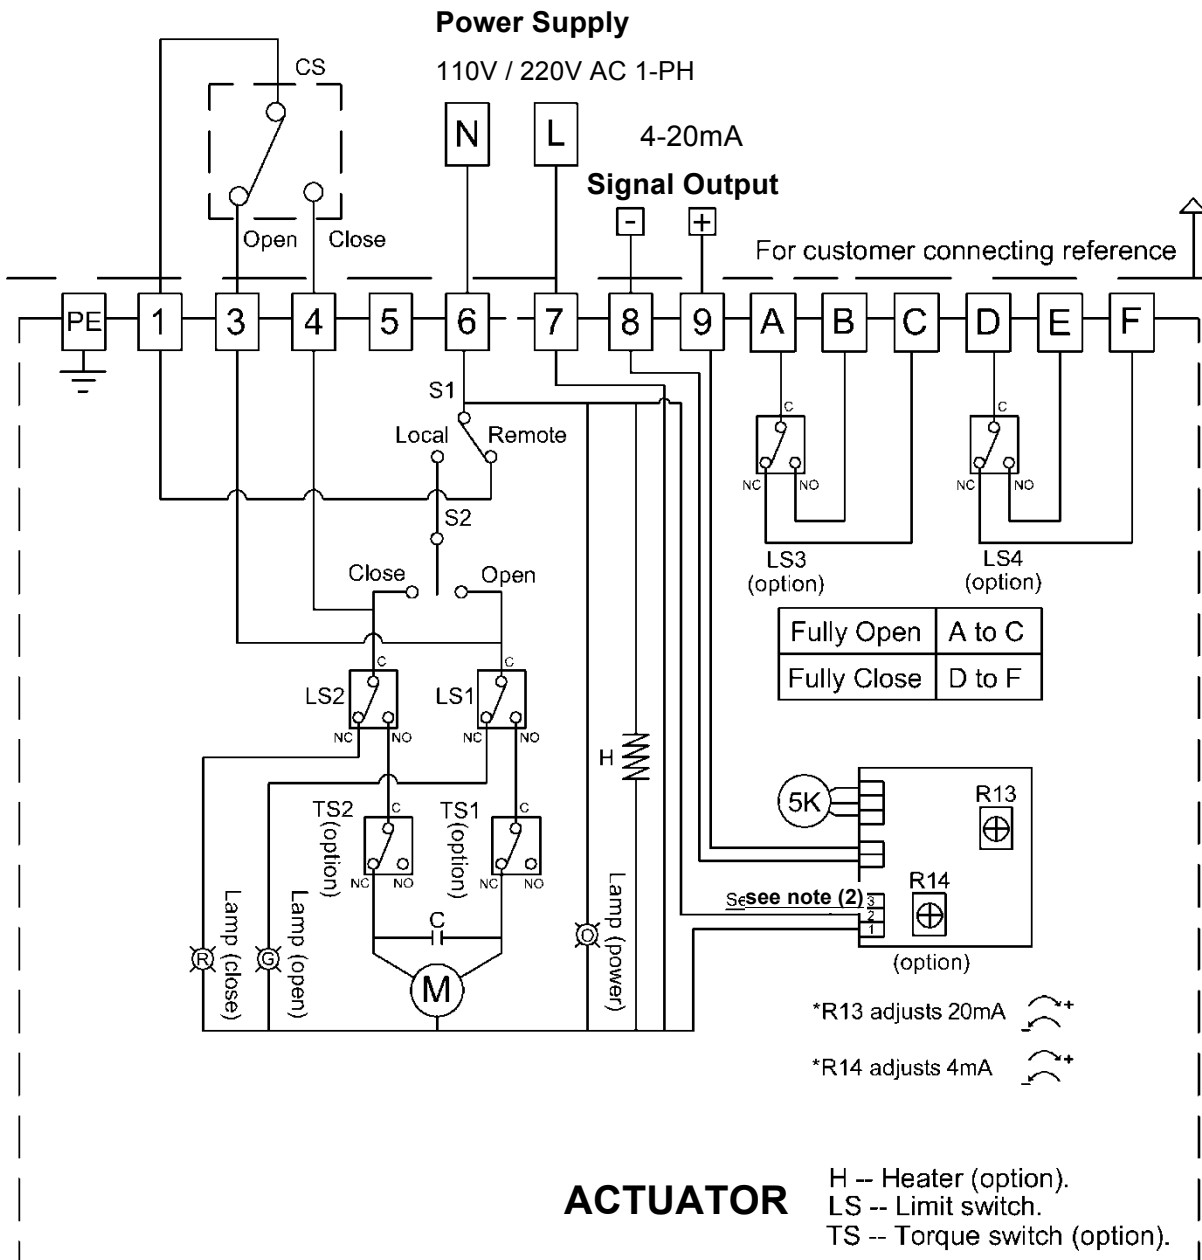 Power Supply
110V / 220V AC 1-PH
CS
N L
4-20mA
Signal Output
- +
Open Close
For customer connecting reference
PE 1 3 4 5 6 7 8 9 A B C D E F
S1
Local Remote
S2
Close Open
C
NC NO
LS3
(option)
C
NC NO
LS4
(option)
Fully Open A to C
Fully Close D to F
LS2
C
NC NO
LS1
C
NC NO
H
TS2
(option)
C
NC NO
TS1
(option)
C
NC NO
C
M
Lamp (close)
R
Lamp (open)
G
Lamp (power)
O
5K
R13
R14
see note (2)
3
2
1
(option)
*R13 adjusts 20mA + -
*R14 adjusts 4mA + -
ACTUATOR
H -- Heater (option).
LS -- Limit switch.
TS -- Torque switch (option).